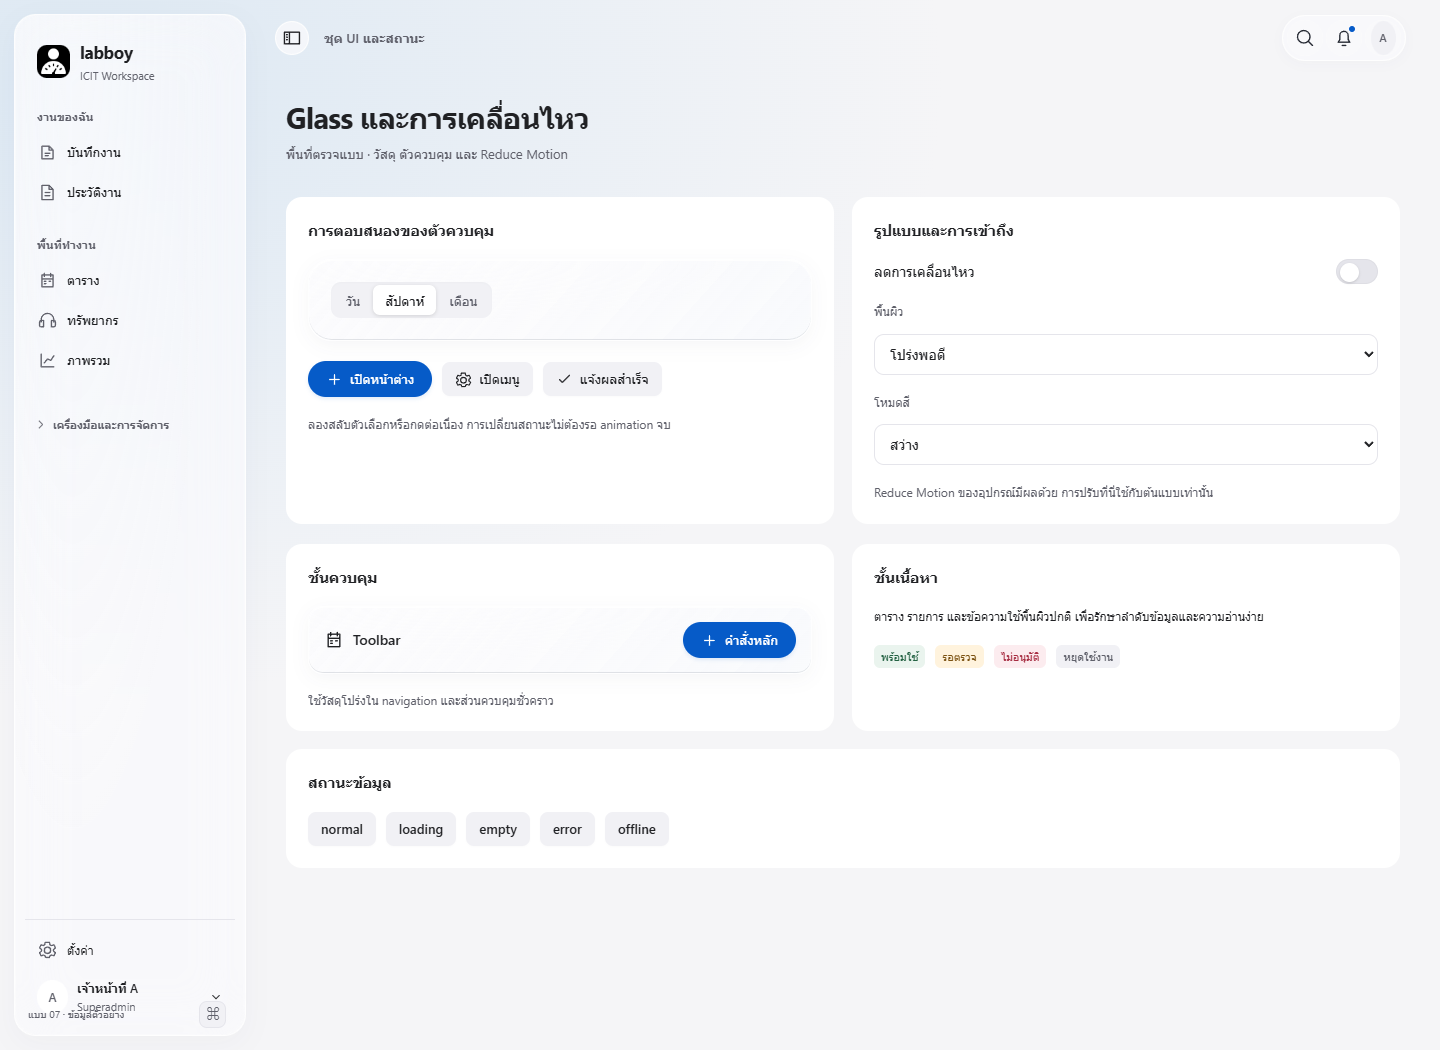 labboy
ICIT Workspace
งานของฉัน
บันทึกงาน
ประวัติงาน
พื้นที่ทำงาน
ตาราง
ทรัพยากร
ภาพรวม
เครื่องมือและการจัดการ
ตั้งค่า
A
เจ้าหน้าที่ A
Superadmin
แบบ 07 · ข้อมูลตัวอย่าง
⌘
ชุด UI และสถานะ
A
Glass และการเคลื่อนไหว
พื้นที่ตรวจแบบ · วัสดุ ตัวควบคุม และ Reduce Motion
การตอบสนองของตัวควบคุม
วัน สัปดาห์ เดือน
เปิดหน้าต่าง เปิดเมนู แจ้งผลสำเร็จ
ลองสลับตัวเลือกหรือกดต่อเนื่อง การเปลี่ยนสถานะไม่ต้องรอ animation จบ
รูปแบบและการเข้าถึง
ลดการเคลื่อนไหว
พื้นผิว
โปร่งพอดี
โหมดสี
สว่าง
Reduce Motion ของอุปกรณ์มีผลด้วย การปรับที่นี่ใช้กับต้นแบบเท่านั้น
ชั้นควบคุม
Toolbar คำสั่งหลัก
ใช้วัสดุโปร่งใน navigation และส่วนควบคุมชั่วคราว
ชั้นเนื้อหา
ตาราง รายการ และข้อความใช้พื้นผิวปกติ เพื่อรักษาลำดับข้อมูลและความอ่านง่าย
พร้อมใช้ รอตรวจ ไม่อนุมัติ หยุดใช้งาน
สถานะข้อมูล
normal loading empty error offline